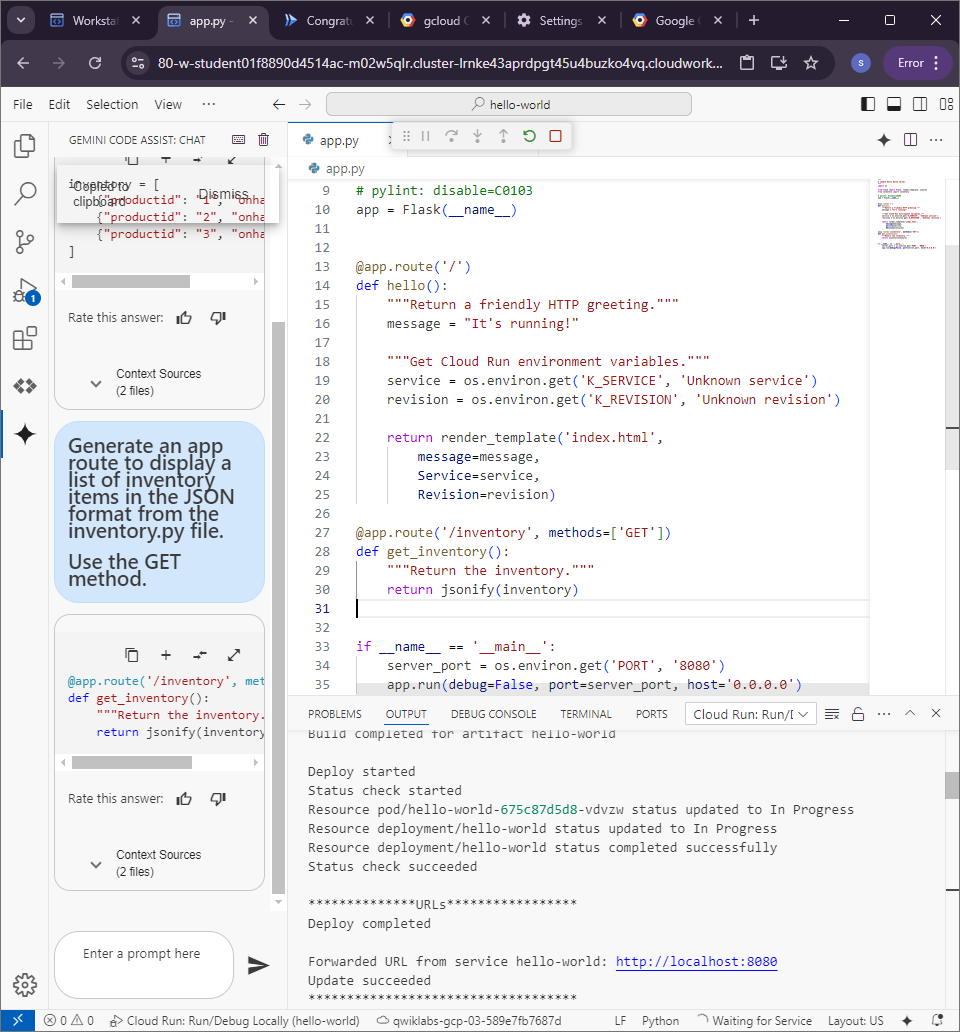 Worksta
app.py -
Congrat
gcloud C
Settings
Google C
80-w-student01f8890d4514ac-m02w5qlr.cluster-lrnke43aprdpgt45u4buzko4vq.cloudwork...
s
Error
File Edit Selection View ...
hello-world
GEMINI CODE ASSIST: CHAT
inventory = [
Copied to clipboard
Dismiss
{"productid": "1", "onha
{"productid": "2", "onha
{"productid": "3", "onha
]
Rate this answer:
Context Sources
(2 files)
Generate an app
route to display a
list of inventory
items in the JSON
format from the
inventory.py file.
Use the GET
method.
@app.route('/inventory', met
def get_inventory():
"""Return the inventory.
return jsonify(inventory
Rate this answer:
Context Sources
(2 files)
Enter a prompt here
1
app.py
app.py
9 # pylint: disable=C0103
10 app = Flask(__name__)
11
12
13 @app.route('/')
14 def hello():
15 """Return a friendly HTTP greeting."""
16 message = "It's running!"
17
18 """Get Cloud Run environment variables."""
19 service = os.environ.get('K_SERVICE', 'Unknown service')
20 revision = os.environ.get('K_REVISION', 'Unknown revision')
21
22 return render_template('index.html',
23 message=message,
24 Service=service,
25 Revision=revision)
26
27 @app.route('/inventory', methods=['GET'])
28 def get_inventory():
29 """Return the inventory."""
30 return jsonify(inventory)
31
32
33 if __name__ == '__main__':
34 server_port = os.environ.get('PORT', '8080')
35 app.run(debug=False, port=server_port, host='0.0.0.0')
PROBLEMS OUTPUT DEBUG CONSOLE TERMINAL PORTS Cloud Run: Run/D
Build completed for artifact hello-world
Deploy started
Status check started
Resource pod/hello-world-675c87d5d8-vdvzw status updated to In Progress
Resource deployment/hello-world status updated to In Progress
Resource deployment/hello-world status completed successfully
Status check succeeded
**************URLs*****************
Deploy completed
Forwarded URL from service hello-world: http://localhost:8080
Update succeeded
***********************************
0 0 Cloud Run: Run/Debug Locally (hello-world) qwiklabs-gcp-03-589e7fb7687d LF Python Waiting for Service Layout: US